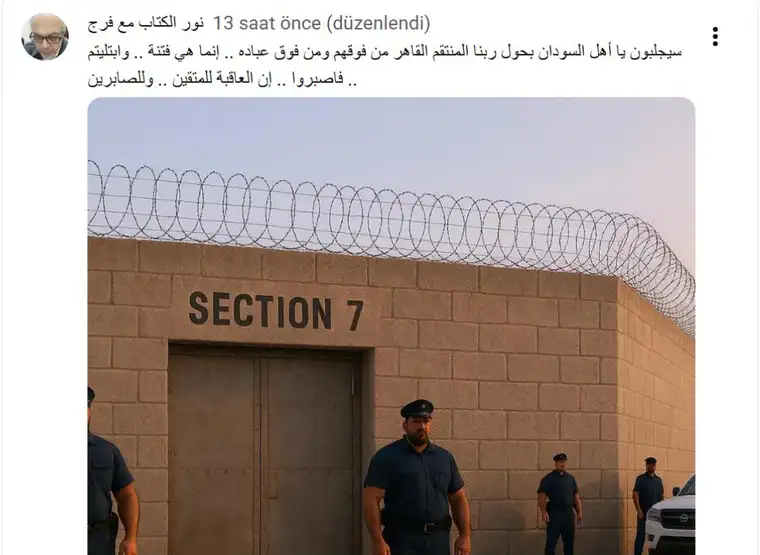 نور الكتاب مع فرج 13 saat önce (düzenlendi)
سيجلبون يا أهل السودان بحول ربنا المنتقم القاهر من فوقهم ومن فوق عباده .. إنما هي فتنة .. وابتليتم
فاصبروا .. إن العاقبة للمتقين .. وللصابرين ..
SECTION 7